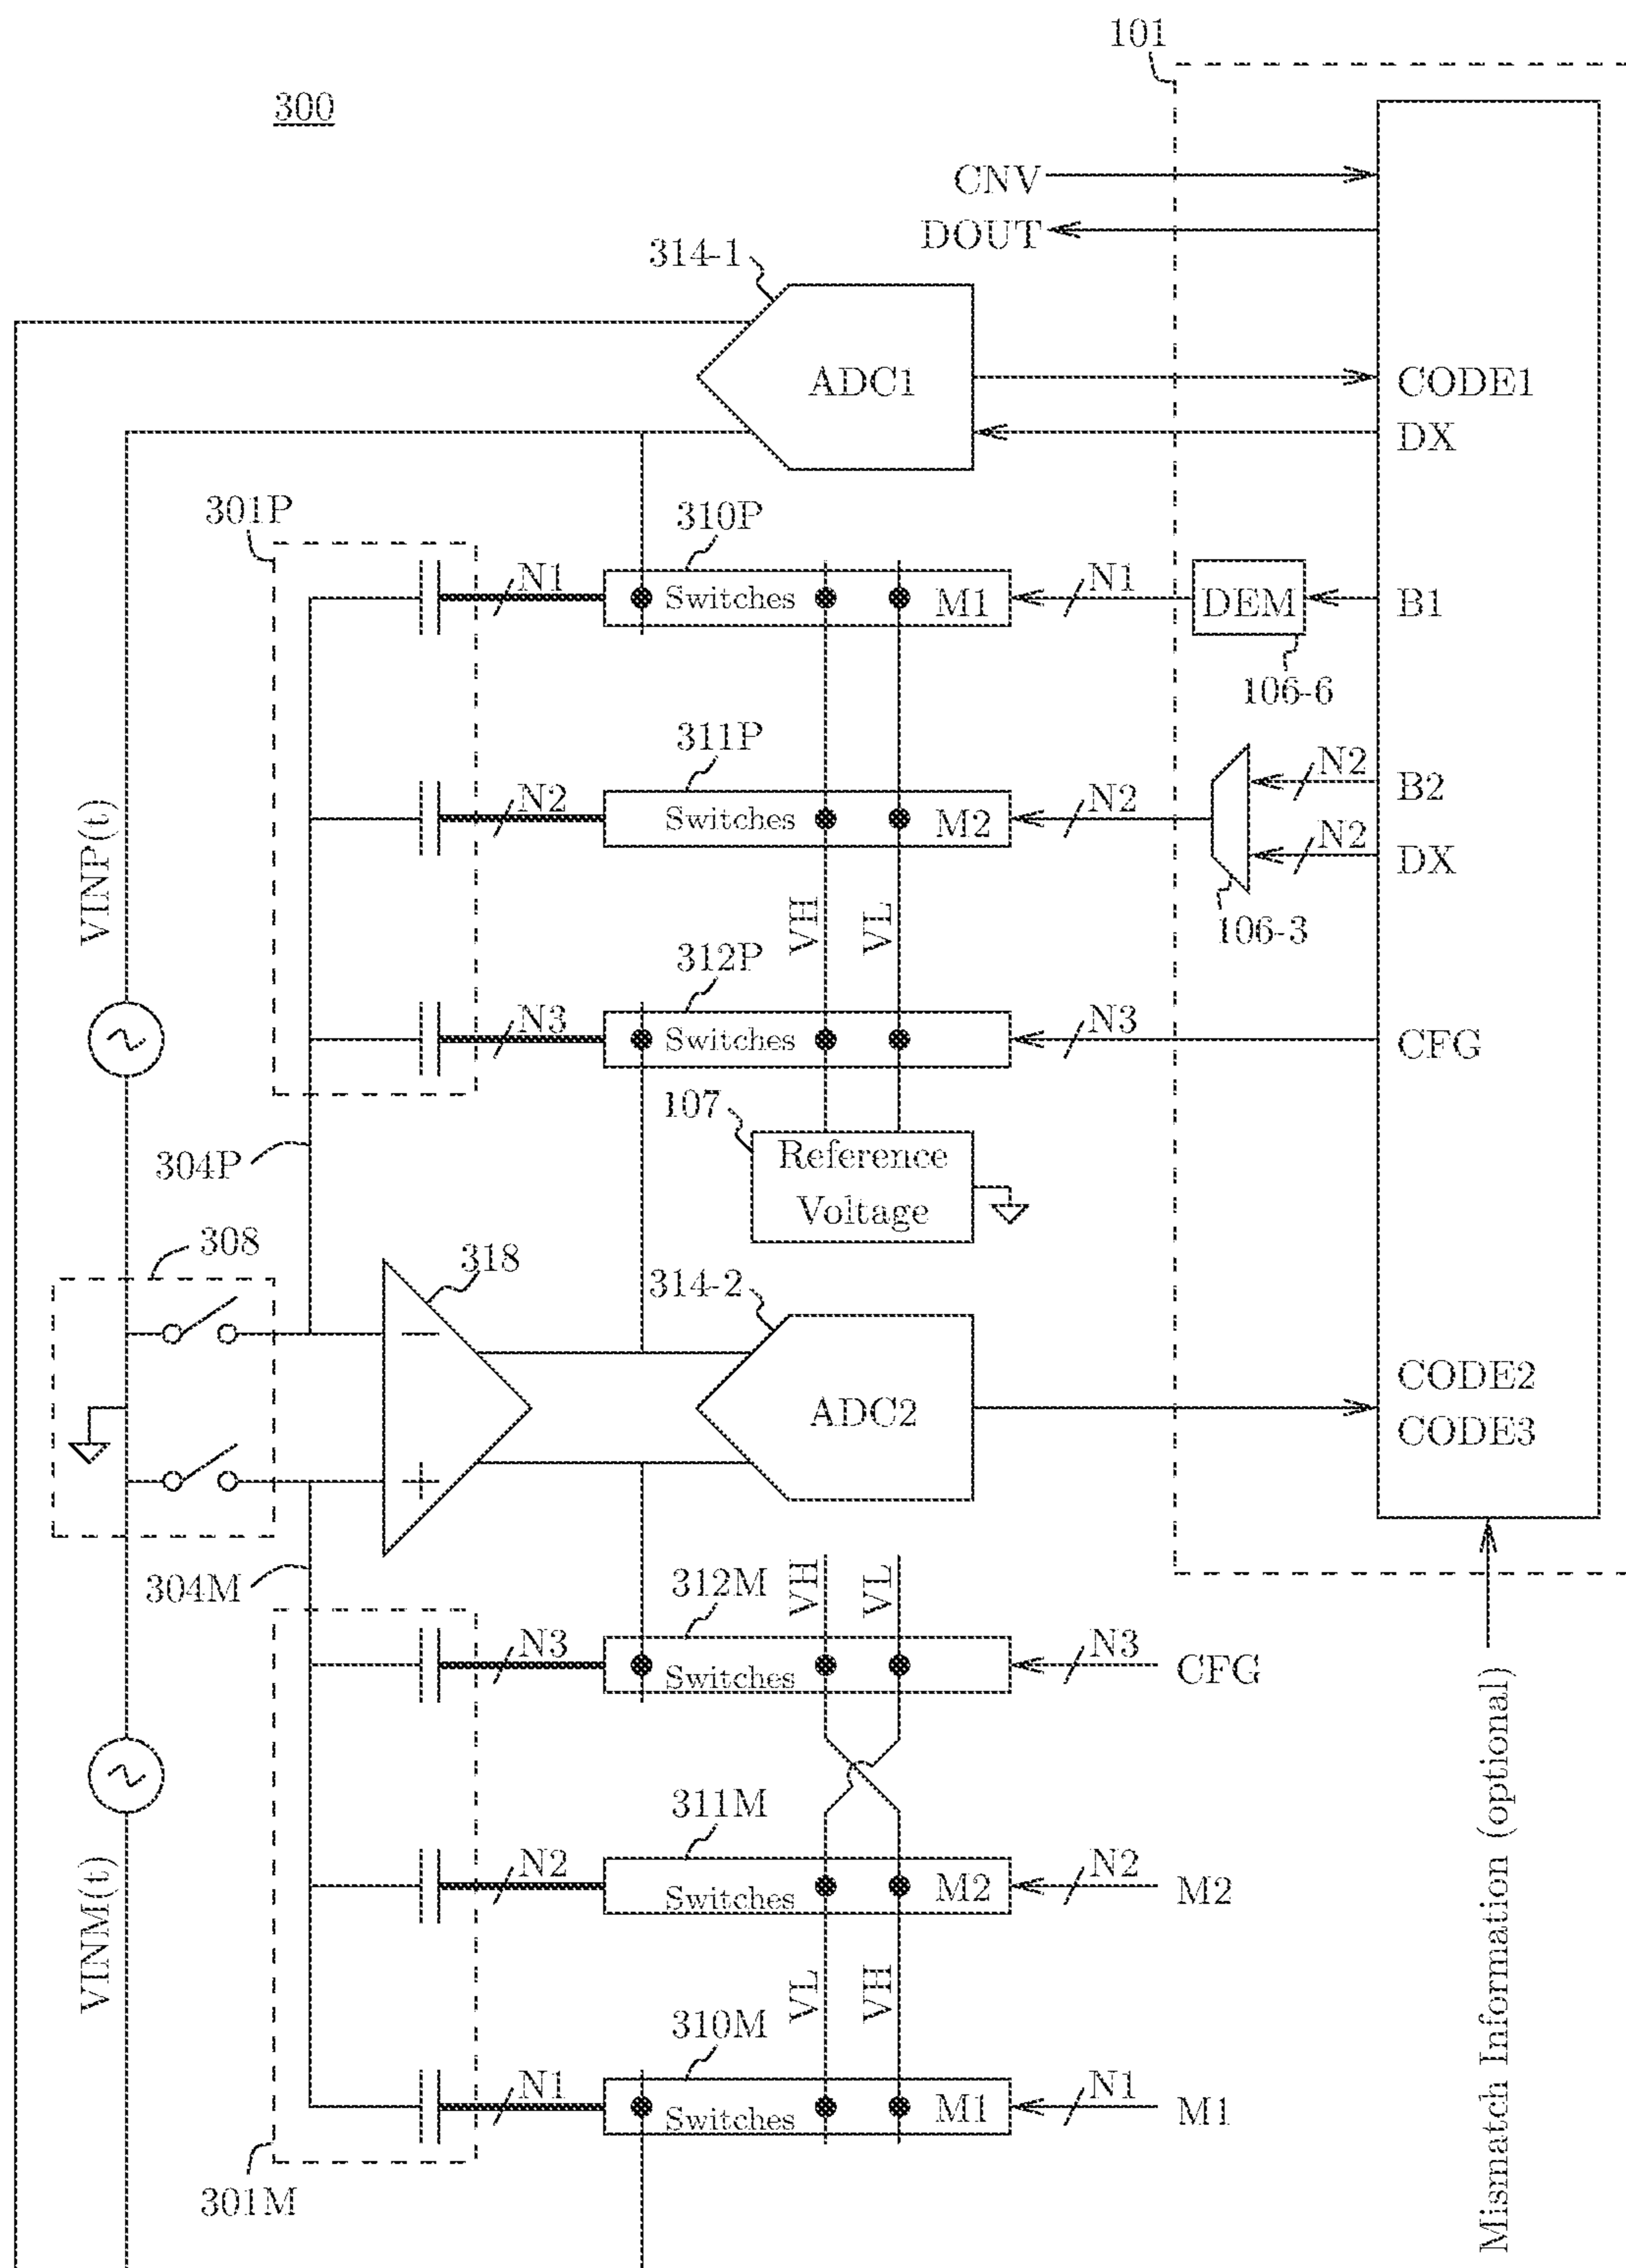 101
300
CNV
DOUT
314-1
ADC1
CODE1
DX
301P
310P
N1
Switches
M1
N1
DEM
B1
106-6
311P
N2
Switches
M2
N2
N2
B2
N2
DX
106-3
VINP(t)
VH
VL
312P
N3
Switches
N3
CFG
107
Reference
Voltage
304P
308
318
314-2
ADC2
CODE2
CODE3
304M
312M
VH
VL
N3
Switches
N3
CFG
311M
N2
Switches
M2
N2
M2
VINM(t)
VL
VH
310M
N1
Switches
M1
N1
M1
301M
Mismatch Information (optional)